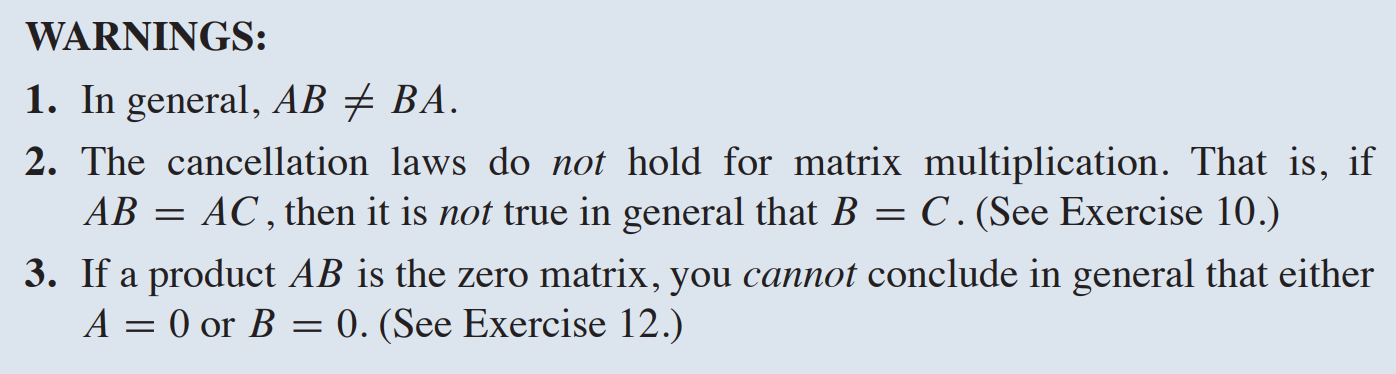 WARNINGS:
1. In general, AB ≠ BA.
2. The cancellation laws do not hold for matrix multiplication. That is, if
AB = AC, then it is not true in general that B = C. (See Exercise 10.)
3. If a product AB is the zero matrix, you cannot conclude in general that either
A = 0 or B = 0. (See Exercise 12.)